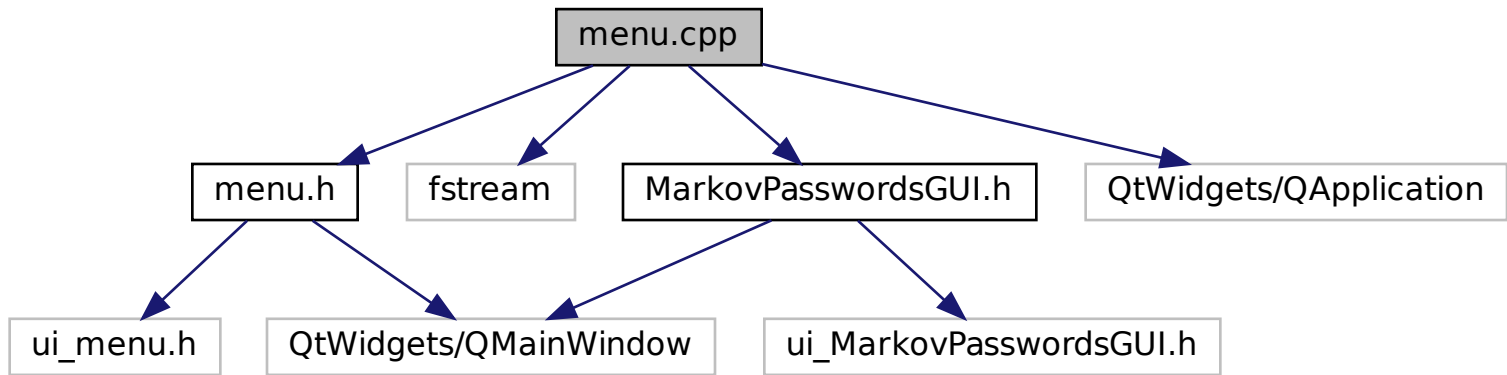 menu.cpp
menu.h
fstream
MarkovPasswordsGUI.h
QtWidgets/QApplication
ui_menu.h
QtWidgets/QMainWindow
ui_MarkovPasswordsGUI.h